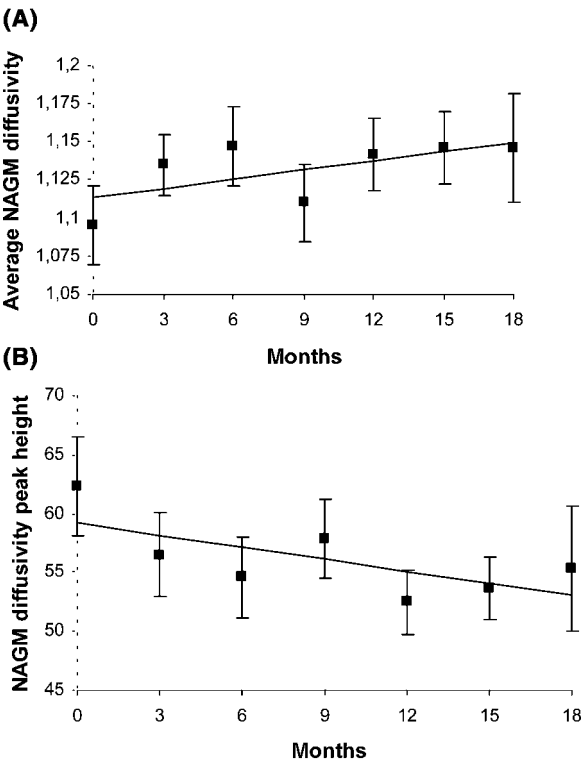 (A)
Average NAGM diffusivity
1,2
1,175
1,15
1,125
1,1
1,075
1,05
0 3 6 9 12 15 18
Months
(B)
NAGM diffusivity peak height
70
65
60
55
50
45
0 3 6 9 12 15 18
Months